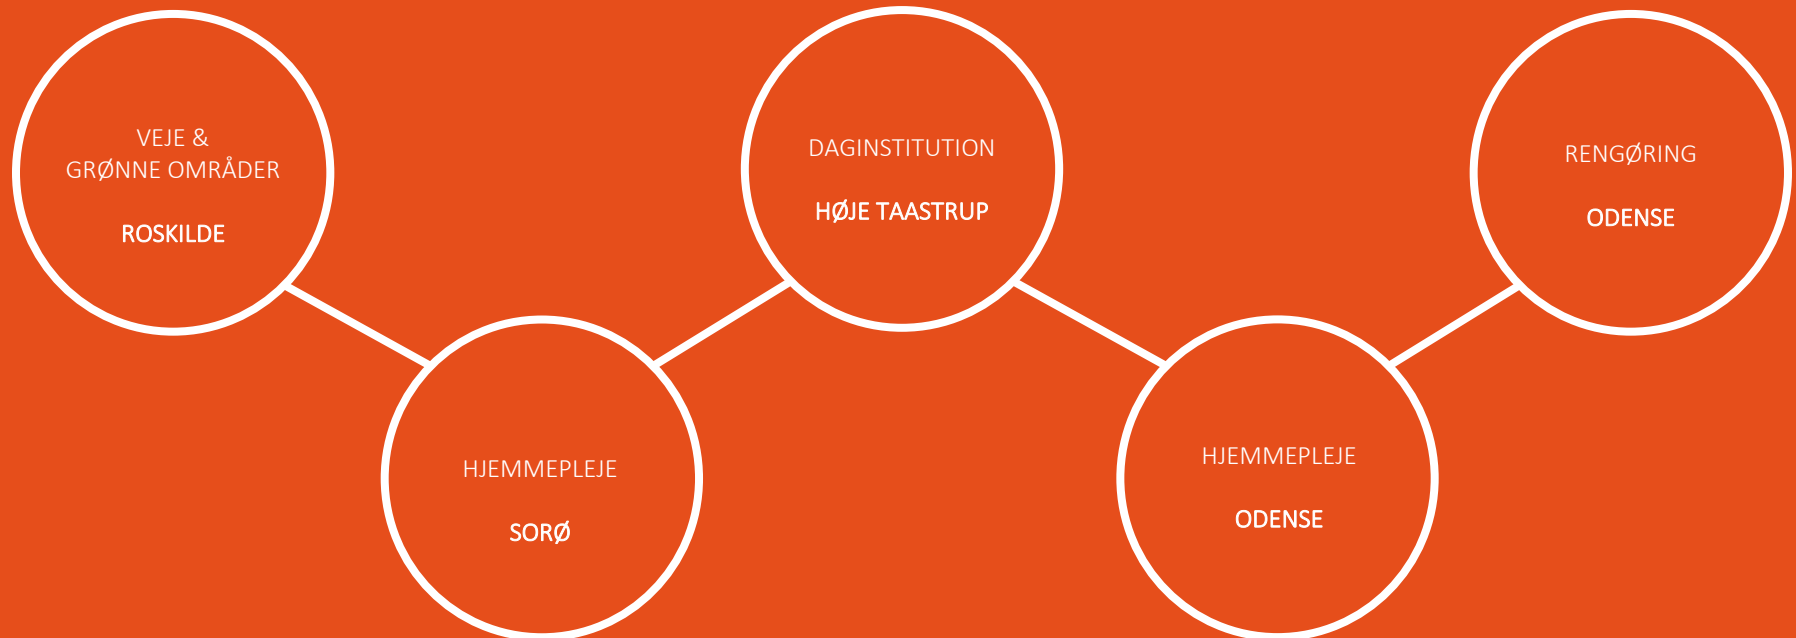 VEJE &
GRØNNE OMRÅDER
ROSKILDE
HJEMMEPLEJE
SORØ
DAGINSTITUTION
HØJE TAASTRUP
HJEMMEPLEJE
ODENSE
RENGØRING
ODENSE